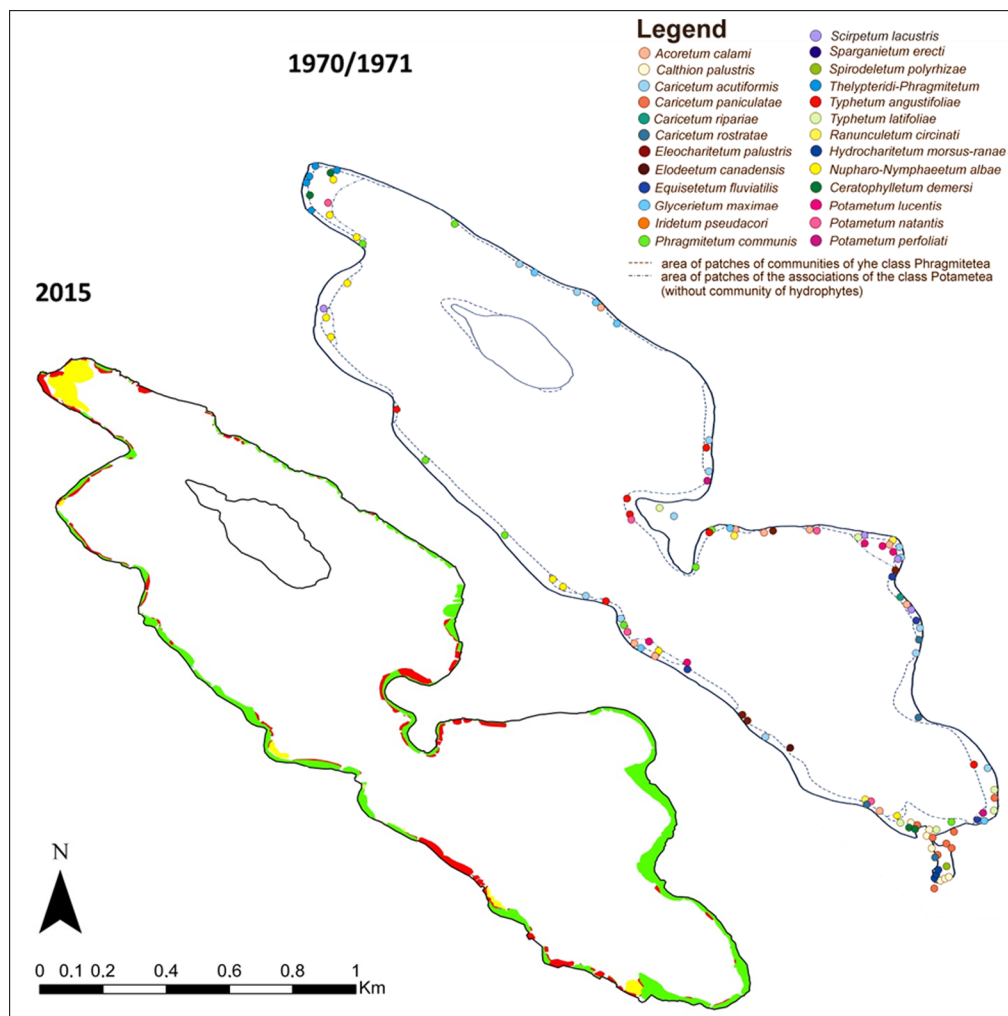 Legend
1970/1971
Acoretum calami
Calthion palustris
Caricetum acutiformis
Caricetum paniculatae
Caricetum ripariae
Caricetum rostratae
Eleocharitetum palustris
Elodeetum canadensis
Equisetetum fluviatilis
Glycerietum maximae
Iridetum pseudacori
Phragmitetum communis
Scirpetum lacustris
Sparganietum erecti
Spirodeletum polyrhizae
Thelypteridi-Phragmitetum
Typhetum angustifoliae
Typhetum latifoliae
Ranunculetum circinati
Hydrocharitetum morsus-ranae
Nupharo-Nymphaeetum albae
Ceratophylletum demersi
Potametum lucentis
Potametum natantis
Potametum perfoliati
area of patches of communities of yhe class Phragmitetea
area of patches of the associations of the class Potametea
(without community of hydrophytes)
2015
N
0 0.1 0.2 0.4 0.6 0.8 1
Km